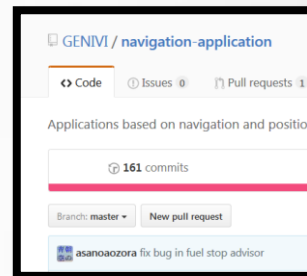 GENIVI / navigation-application
<> Code Issues 0 Pull requests 1
Applications based on navigation and positio
161 commits
Branch: master New pull request
asanoaozora fix bug in fuel stop advisor